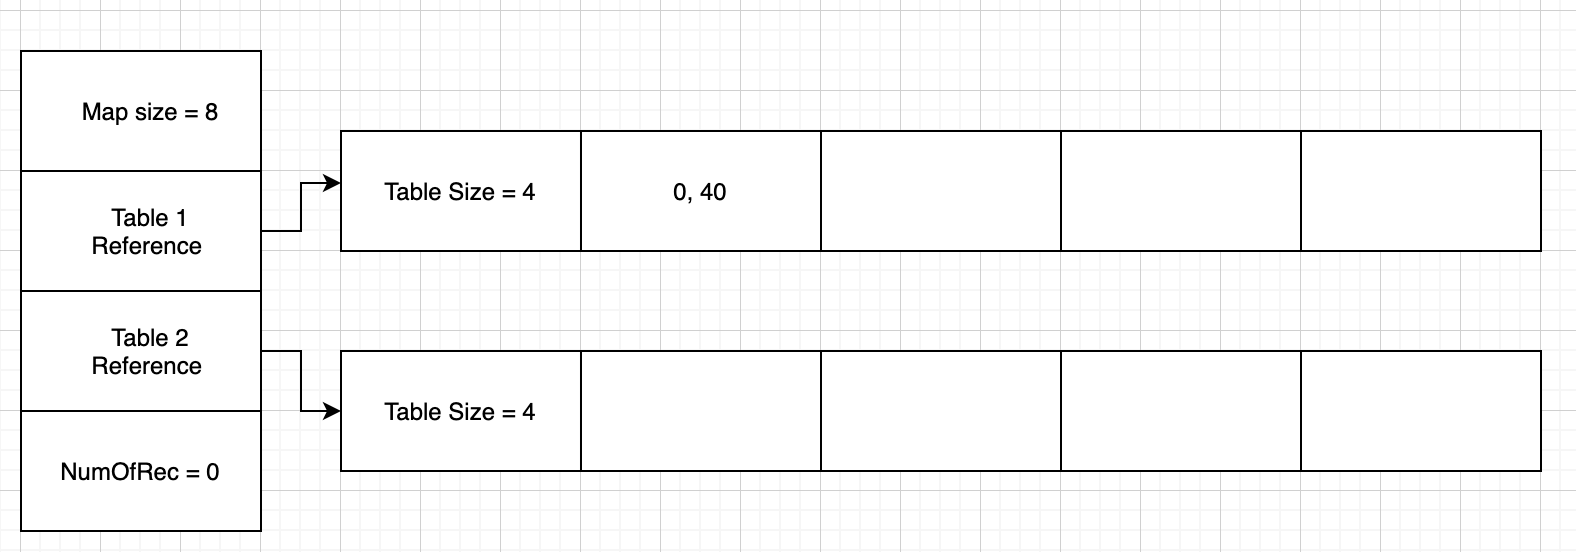 Map size = 8
Table 1
Reference
Table 2
Reference
NumOfRec = 0
Table Size = 4
0, 40
Table Size = 4